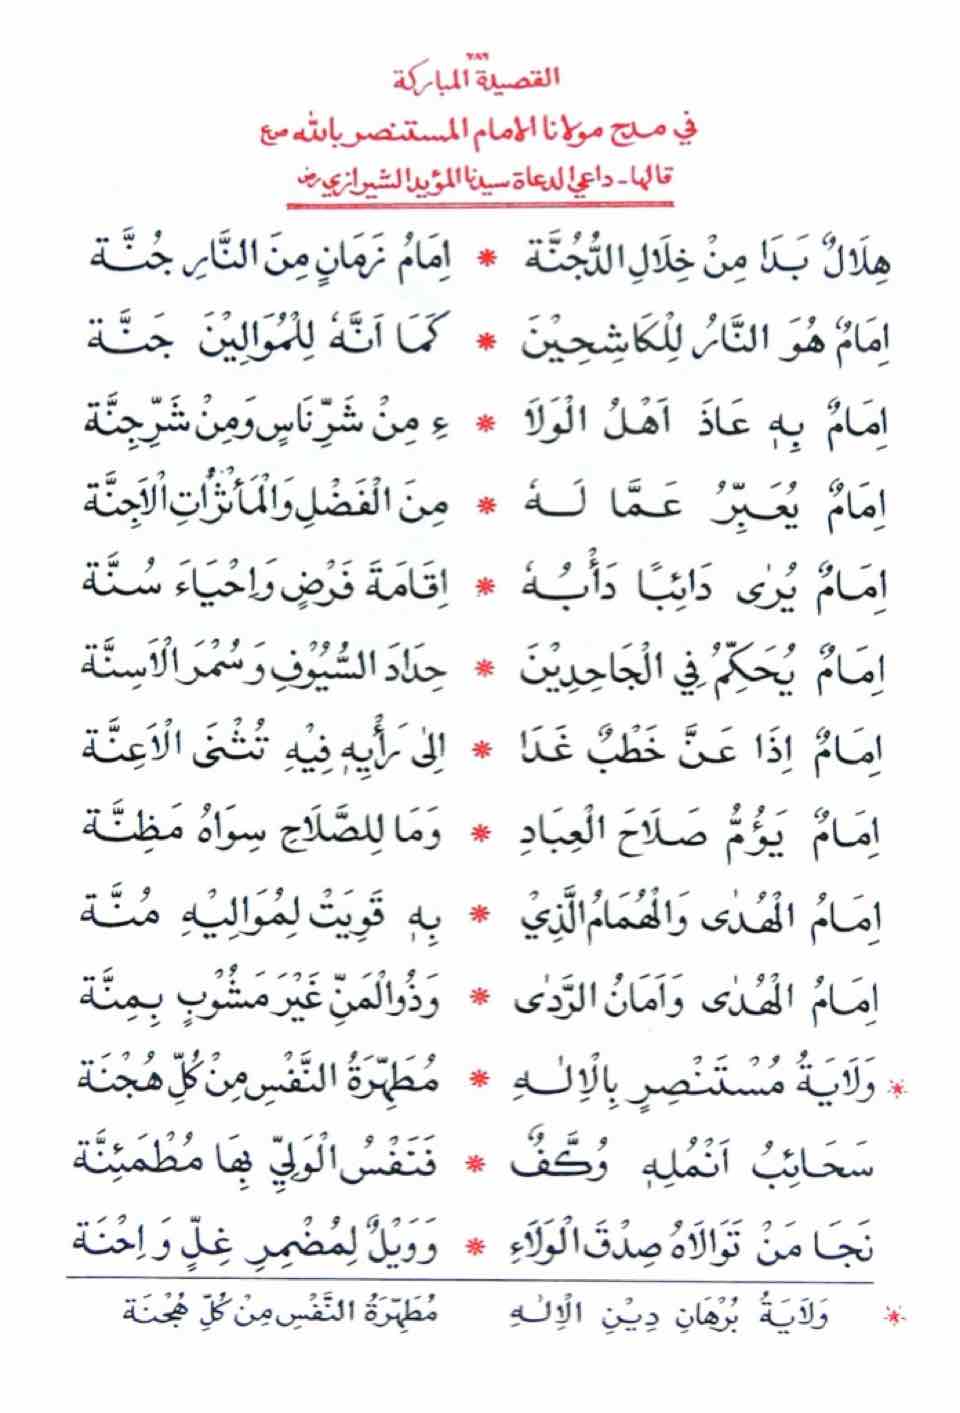 ٧٨٦
القصيدة المباركة
في مدح مولانا الامام المستنصر بالله صع
قالها - داعي الدعاة سيدنا المؤيد الشيرازي رض
هِلَالٌ بَدَا مِنْ خِلَالِ الدُّجُنَّة * اِمَامُ زَمَانٍ مِنَ النَّارِ جُنَّة
اِمَامٌ هُوَ النَّارُ لِلْكَاشِحِيْنَ * كَمَا اَنَّهٗ لِلْمُوَالِيْنَ جَنَّة
اِمَامٌ بِهٖ عَاذَ اَهْلُ الْوَلَا * ءِ مِنْ شَرِّ نَاسٍ وَمِنْ شَرِّ جِنَّة
اِمَامٌ يُعَبِّرُ عَمَّا لَهٗ * مِنَ الْفَضْلِ وَالْمَأْثُرَاتِ الْاَجِنَّة
اِمَامٌ يُرٰى دَائِبًا دَأْبُهٗ * اِقَامَةَ فَرْضٍ وَاِحْيَاءَ سُنَّة
اِمَامٌ يُحَكِّمُ فِي الْجَاحِدِيْنَ * حِدَادَ السُّيُوْفِ وَسُمْرَ الْاَسِنَّة
اِمَامٌ اِذَا عَنَّ خَطْبٌ غَدَا * اِلٰى رَأْيِهٖ فِيْهِ تُثْنَى الْاَعِنَّة
اِمَامٌ يَؤُمُّ صَلَاحَ الْعِبَادِ * وَمَا لِلصَّلَاحِ سِوَاهُ مَظِنَّة
اِمَامُ الْهُدٰى وَالْهُمَامُ الَّذِيْ * بِهٖ قَوِيَتْ لِمُوَالِيْهِ مُنَّة
اِمَامُ الْهُدٰى وَاَمَانُ الرَّدٰى * وَذُو الْمَنِّ غَيْرَ مَشُوْبٍ بِمِنَّة
* وَلَايَةُ مُسْتَنْصِرٍ بِالْاِلٰهِ * مُطَهِّرَةُ النَّفْسِ مِنْ كُلِّ هُجْنَة
سَحَائِبُ اَنْمُلِهٖ وُكَّفٌ * فَنَفْسُ الْوَلِيِّ بِهَا مُطْمَئِنَّة
نَجَا مَنْ تَوَالَاهُ صِدْقَ الْوَلَاءِ * وَوَيْلٌ لِمُضْمِرِ غِلٍّ وَاِحْنَة
* وَلَايَةُ بُرْهَانِ دِيْنِ الْاِلٰهِ مُطَهِّرَةُ النَّفْسِ مِنْ كُلِّ هُجْنَة